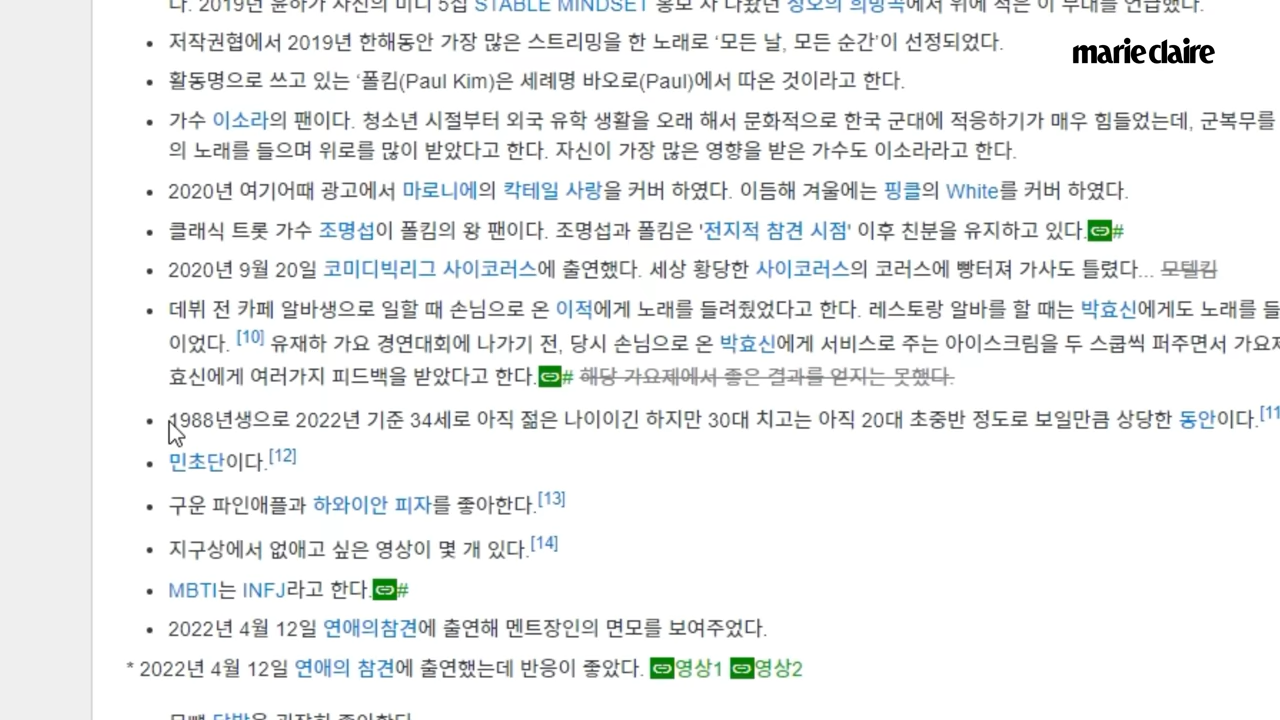 다. 2019년 윤하가 자신의 미니 5집 STABLE MINDSET 홍보 차 나왔던 정오의 희망곡에서 위에 적은 이 무대를 언급했다.
marie claire
저작권협에서 2019년 한해동안 가장 많은 스트리밍을 한 노래로 ‘모든 날, 모든 순간’이 선정되었다.
활동명으로 쓰고 있는 ‘폴킴(Paul Kim)은 세례명 바오로(Paul)에서 따온 것이라고 한다.
가수 이소라의 팬이다. 청소년 시절부터 외국 유학 생활을 오래 해서 문화적으로 한국 군대에 적응하기가 매우 힘들었는데, 군복무를
의 노래를 들으며 위로를 많이 받았다고 한다. 자신이 가장 많은 영향을 받은 가수도 이소라라고 한다.
2020년 여기어때 광고에서 마로니에의 칵테일 사랑을 커버 하였다. 이듬해 겨울에는 핑클의 White를 커버 하였다.
클래식 트롯 가수 조명섭이 폴킴의 왕 팬이다. 조명섭과 폴킴은 '전지적 참견 시점' 이후 친분을 유지하고 있다.#
2020년 9월 20일 코미디빅리그 사이코러스에 출연했다. 세상 황당한 사이코러스의 코러스에 빵터져 가사도 틀렸다... 모텔킴
데뷔 전 카페 알바생으로 일할 때 손님으로 온 이적에게 노래를 들려줬었다고 한다. 레스토랑 알바를 할 때는 박효신에게도 노래를 들
이었다. [10] 유재하 가요 경연대회에 나가기 전, 당시 손님으로 온 박효신에게 서비스로 주는 아이스크림을 두 스쿱씩 퍼주면서 가요제
효신에게 여러가지 피드백을 받았다고 한다.# 해당 가요제에서 좋은 결과를 얻지는 못했다.
1988년생으로 2022년 기준 34세로 아직 젊은 나이이긴 하지만 30대 치고는 아직 20대 초중반 정도로 보일만큼 상당한 동안이다.[11
민초단이다.[12]
구운 파인애플과 하와이안 피자를 좋아한다.[13]
지구상에서 없애고 싶은 영상이 몇 개 있다.[14]
MBTI는 INFJ라고 한다.#
2022년 4월 12일 연애의참견에 출연해 멘트장인의 면모를 보여주었다.
* 2022년 4월 12일 연애의 참견에 출연했는데 반응이 좋았다. 영상1 영상2